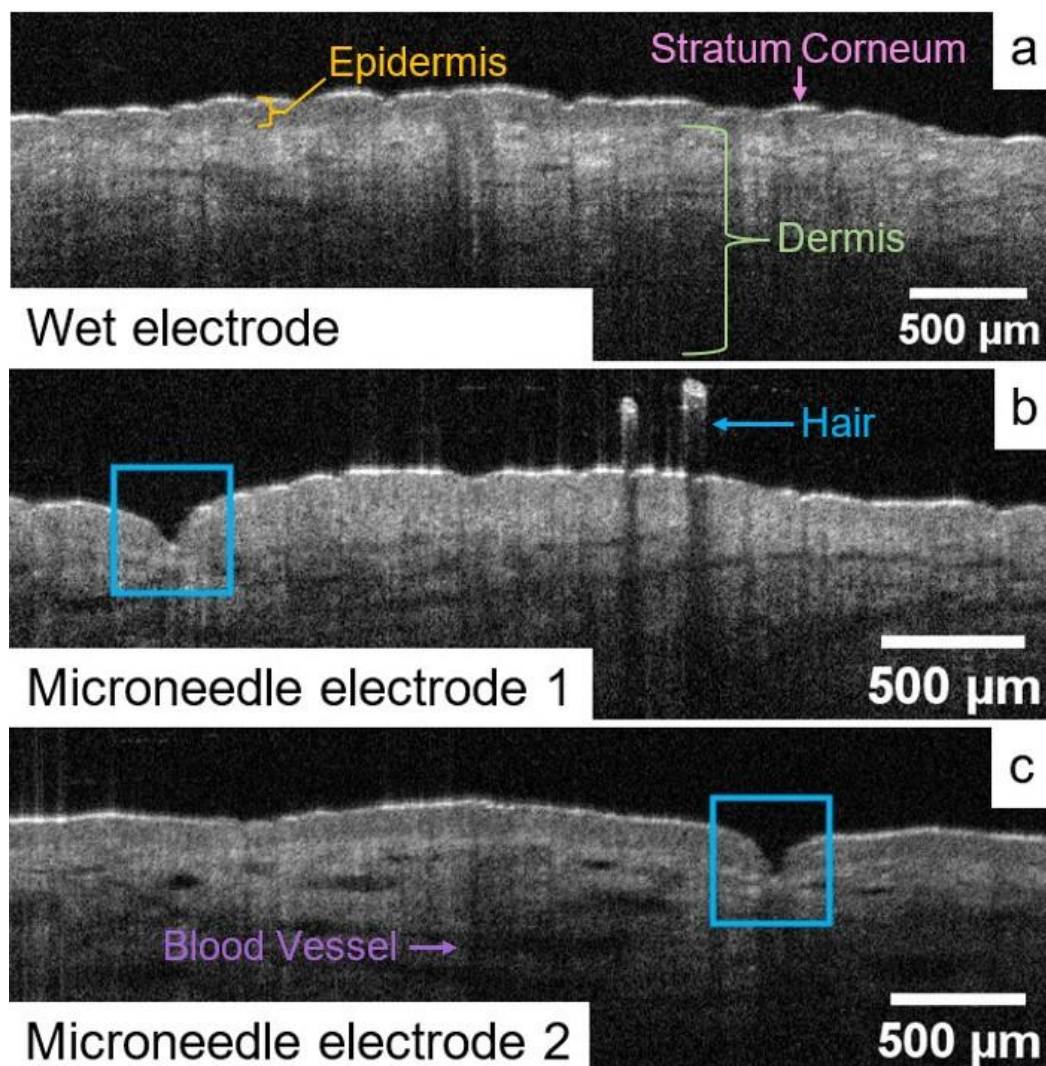 a
Epidermis
Stratum Corneum
Dermis
Wet electrode
500 µm
b
Hair
Microneedle electrode 1
500 µm
c
Blood Vessel
Microneedle electrode 2
500 µm